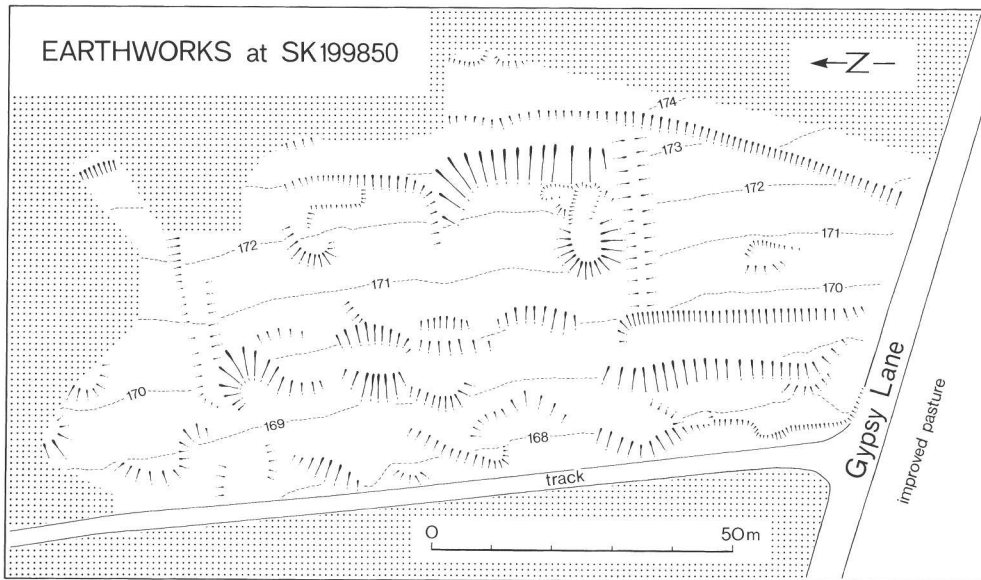 EARTHWORKS at SK199850
N
174
173
172
172
171
171
170
170
169
168
Gypsy Lane
improved pasture
track
0 50m